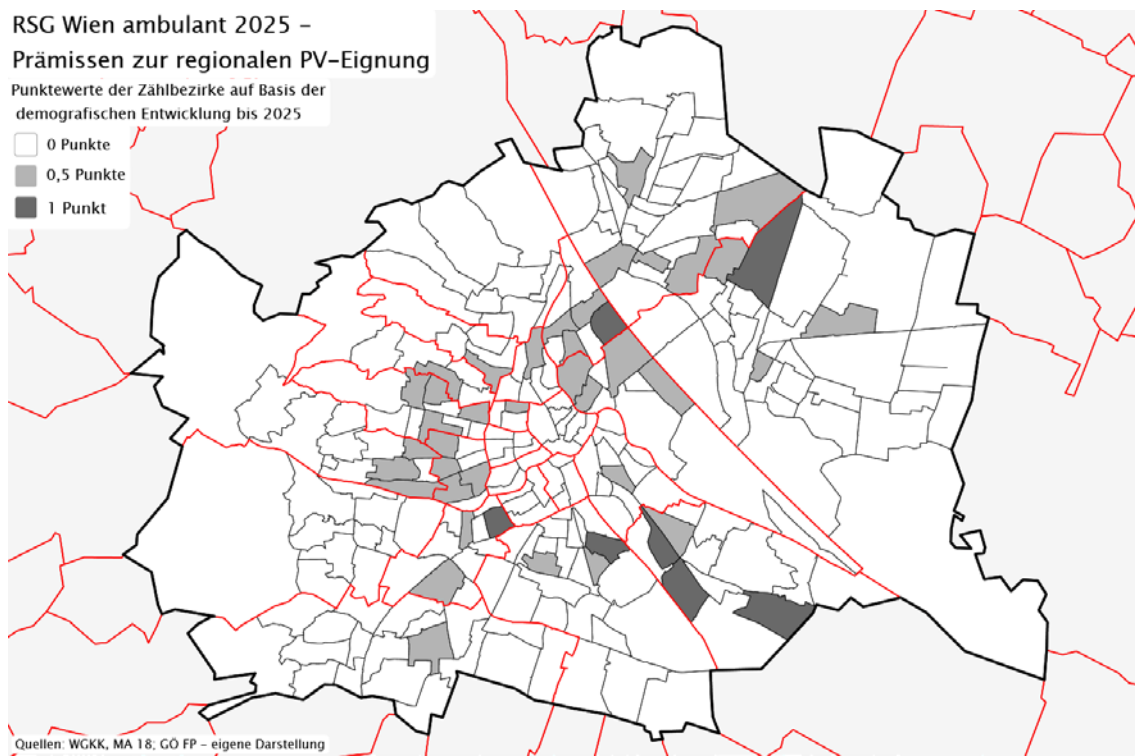 RSG Wien ambulant 2025 –
Prämissen zur regionalen PV-Eignung
Punktewerte der Zählbezirke auf Basis der
demografischen Entwicklung bis 2025
0 Punkte
0,5 Punkte
1 Punkt
Quellen: WGKK, MA 18; GÖ FP – eigene Darstellung